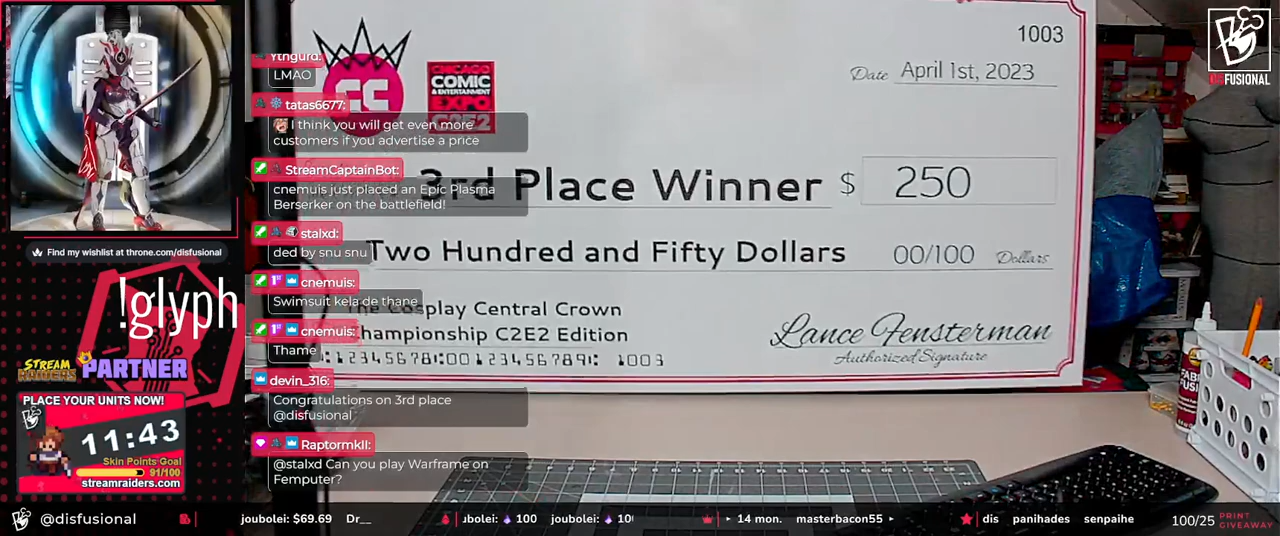 1003
Date April 1st, 2023
CC
CHICAGO
COMIC
& ENTERTAINMENT
EXPO
C2E2
3rd Place Winner $ 250
Two Hundred and Fifty Dollars 00/100 Dollars
The Cosplay Central Crown
Championship C2E2 Edition
Lance Fensterman
Authorized Signature
1003
DISFUSIONAL
Ythgurd:
LMAO
tatas6677:
I think you will get even more
customers if you advertise a price
StreamCaptainBot:
cnemuis just placed an Epic Plasma
Berserker on the battlefield!
stalxd:
ded by snu snu
cnemuis:
Swimsuit kela de thane
cnemuis:
Thame
devin_316:
Congratulations on 3rd place
@disfusional
RaptormkII:
@stalxd Can you play Warframe on
Femputer?
Find my wishlist at throne.com/disfusional
!glyph
STREAM
RAIDERS
PARTNER
PLACE YOUR UNITS NOW!
11:43
Skin Points Goal
91/100
streamraiders.com
@disfusional
joubolei: $69.69 Dr__
joubolei: 100 joubolei:
14 mon. masterbacon55
dis panihades senpaihe
100/25 PRINT
GIVEAWAY